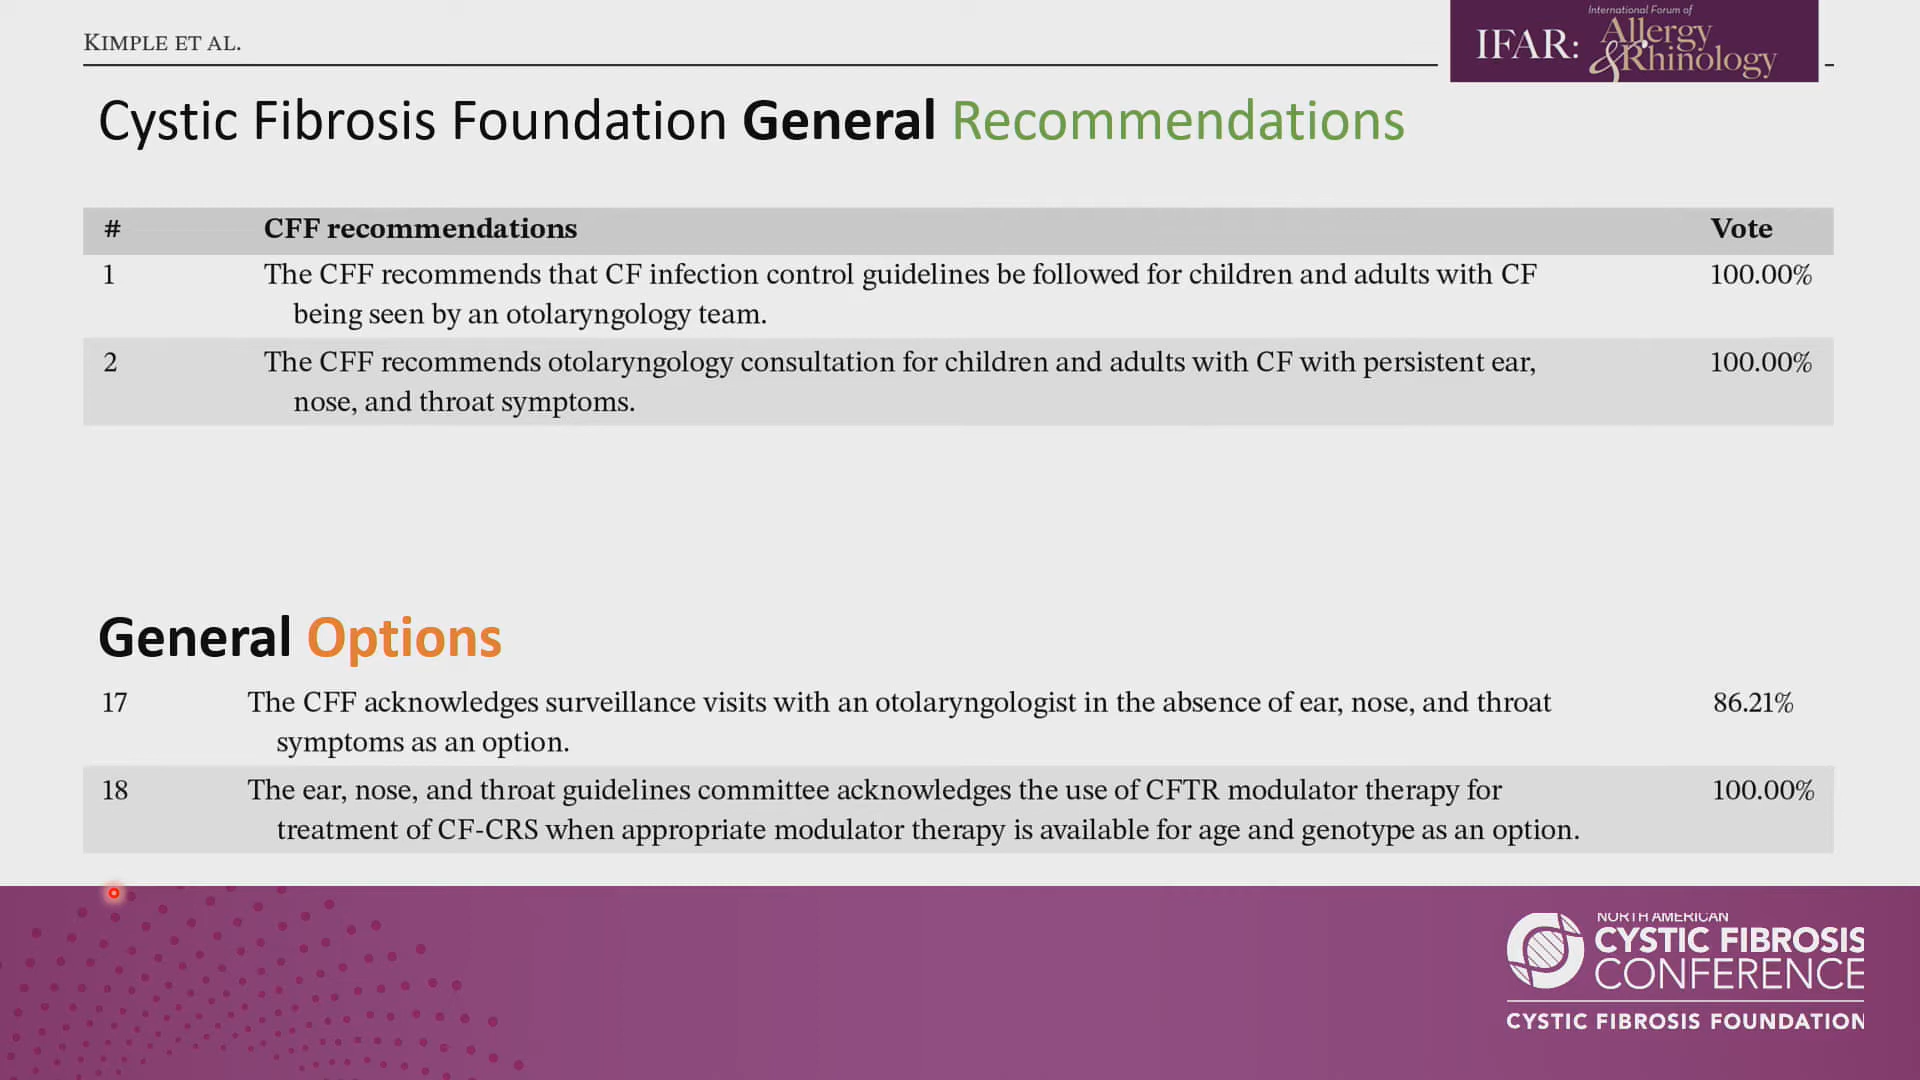 KIMPLE ET AL.
International Forum of
IFAR: Allergy
& Rhinology
Cystic Fibrosis Foundation General Recommendations
# CFF recommendations Vote
1 The CFF recommends that CF infection control guidelines be followed for children and adults with CF 100.00%
being seen by an otolaryngology team.
2 The CFF recommends otolaryngology consultation for children and adults with CF with persistent ear, 100.00%
nose, and throat symptoms.
General Options
17 The CFF acknowledges surveillance visits with an otolaryngologist in the absence of ear, nose, and throat 86.21%
symptoms as an option.
18 The ear, nose, and throat guidelines committee acknowledges the use of CFTR modulator therapy for 100.00%
treatment of CF-CRS when appropriate modulator therapy is available for age and genotype as an option.
NORTH AMERICAN
CYSTIC FIBROSIS
CONFERENCE
CYSTIC FIBROSIS FOUNDATION